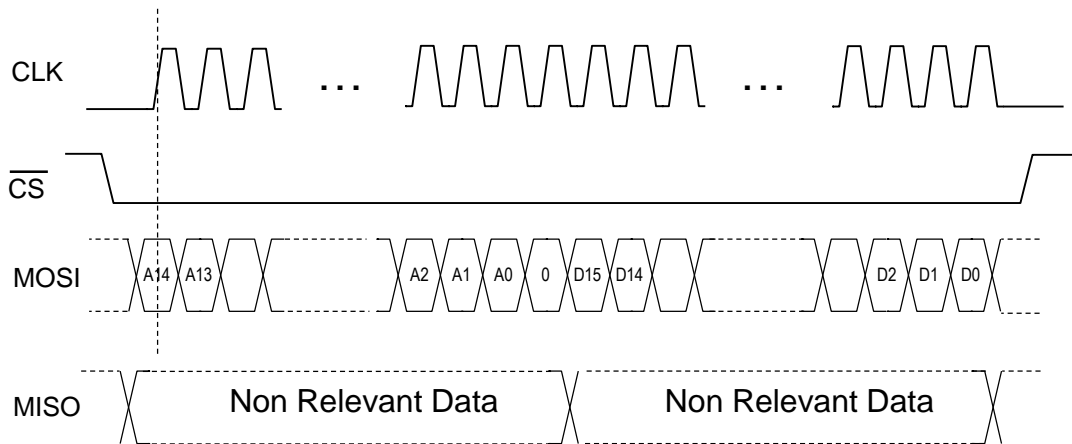 CLK ... ...
CS
MOSI A14 A13 A2 A1 A0 0 D15 D14 D2 D1 D0
MISO Non Relevant Data Non Relevant Data